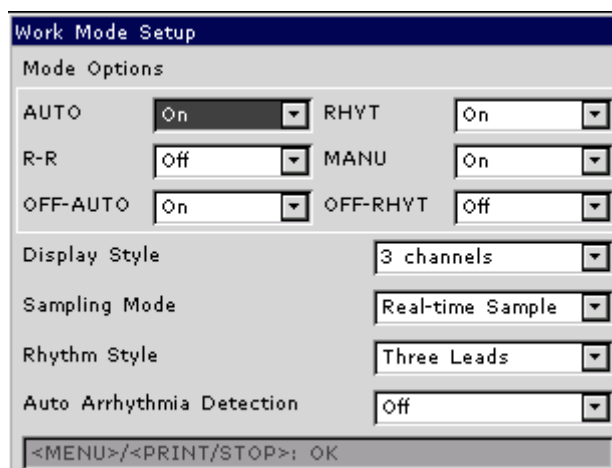 Work Mode Setup
Mode Options
AUTO On RHYT On
R-R Off MANU On
OFF-AUTO On OFF-RHYT Off
Display Style 3 channels
Sampling Mode Real-time Sample
Rhythm Style Three Leads
Auto Arrhythmia Detection Off
<MENU>/<PRINT/STOP>: OK